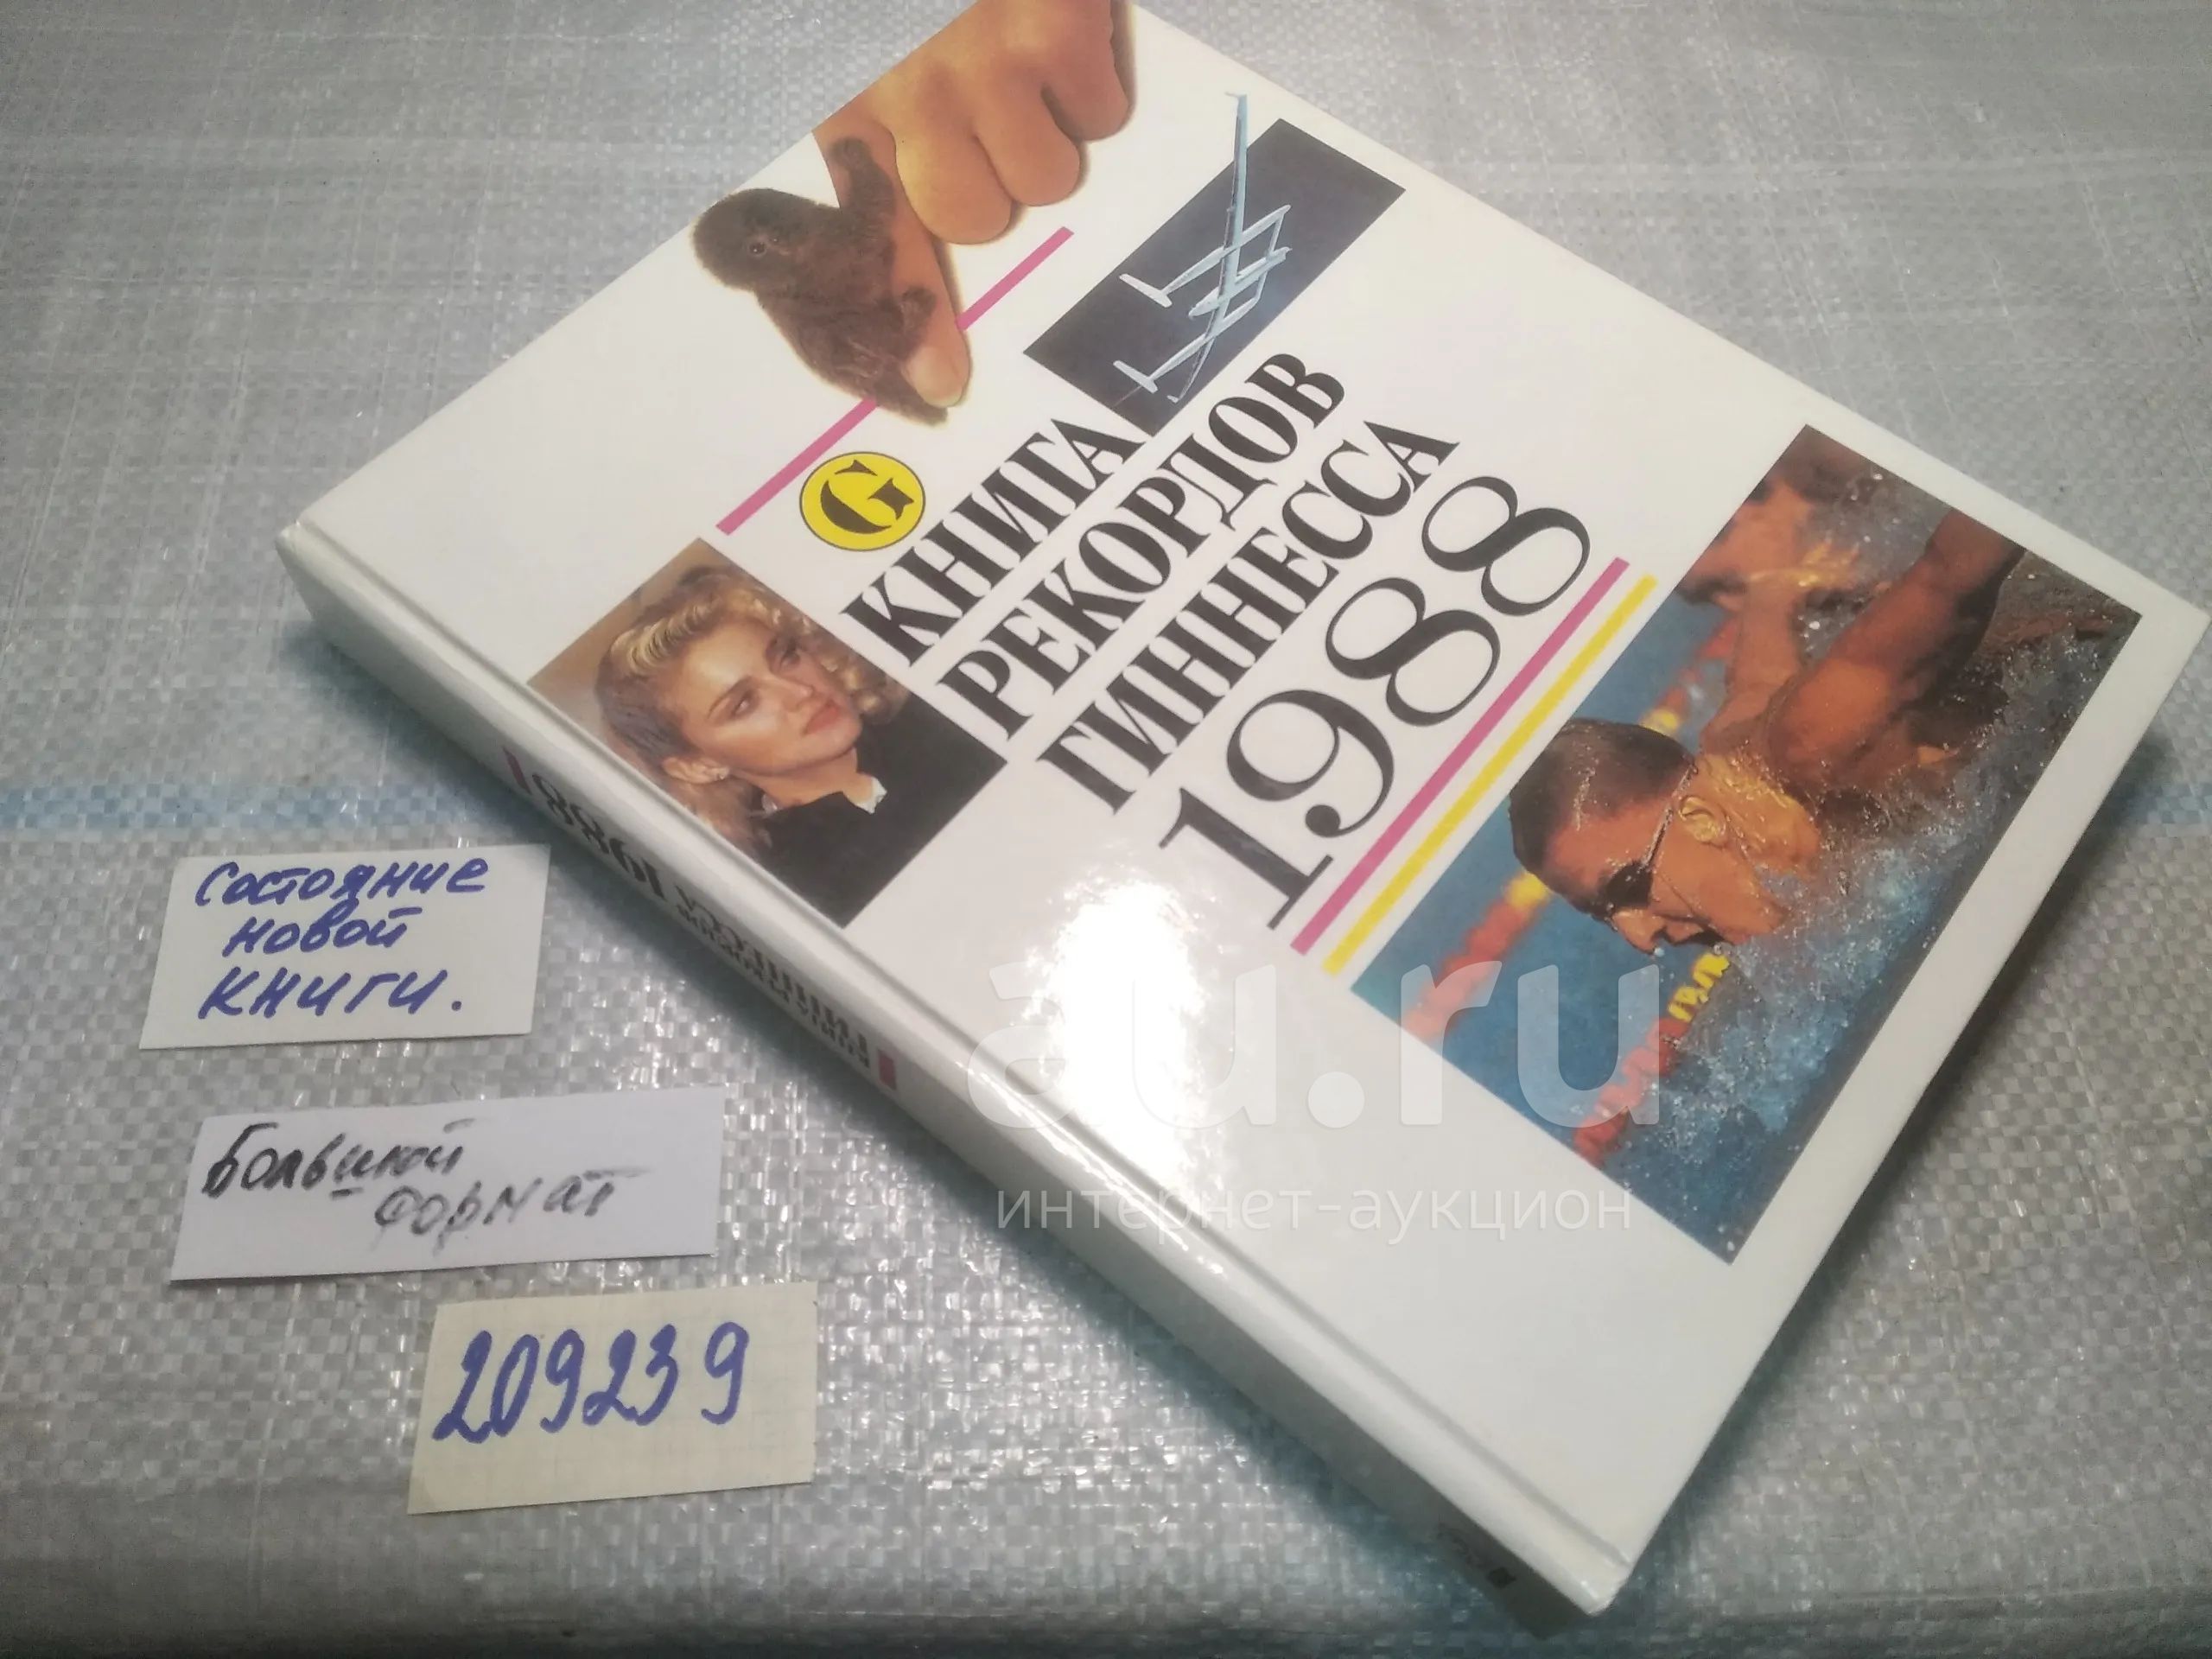 G
КНИГА
РЕКОРДОВ
ГИННЕССА
1988
КНИГА РЕКОРДОВ
ГИННЕССА 1988
Состояние
новой
книги.
Большой
формат
209239
au.ru
интернет-аукцион